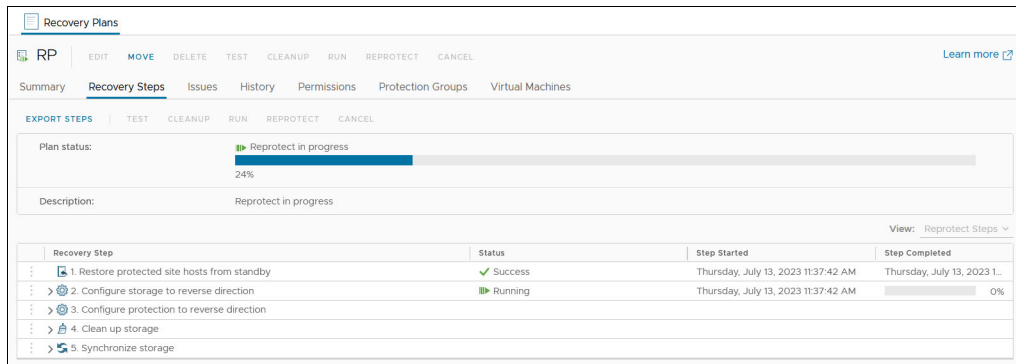 Recovery Plans
RP EDIT MOVE DELETE TEST CLEANUP RUN REPROTECT CANCEL Learn more
Summary Recovery Steps Issues History Permissions Protection Groups Virtual Machines
EXPORT STEPS TEST CLEANUP RUN REPROTECT CANCEL
Plan status: Reprotect in progress
24%
Description: Reprotect in progress
View: Reprotect Steps
Recovery Step Status Step Started Step Completed
1. Restore protected site hosts from standby Success Thursday, July 13, 2023 11:37:42 AM Thursday, July 13, 2023 1...
2. Configure storage to reverse direction Running Thursday, July 13, 2023 11:37:42 AM 0%
3. Configure protection to reverse direction
4. Clean up storage
5. Synchronize storage